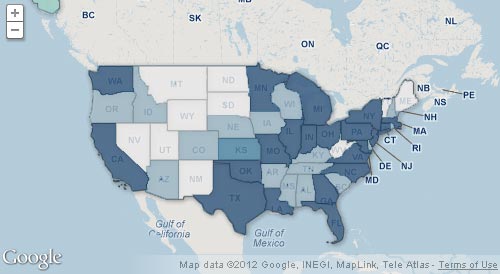 +
-
BC
AB
SK
MB
ON
QC
NL
NB
PE
NS
WA
MT
ND
MN
ME
OR
ID
WY
SD
WI
MI
NY
NH
MA
RI
CT
NV
UT
CO
NE
IA
IL
IN
OH
PA
NJ
DE
MD
CA
AZ
NM
KS
OK
MO
KY
VA
TN
NC
AR
TX
LA
MS
AL
GA
FL
Gulf of
California
Gulf of
Mexico
Google
Map data ©2012 Google, INEGI, MapLink, Tele Atlas - Terms of Use